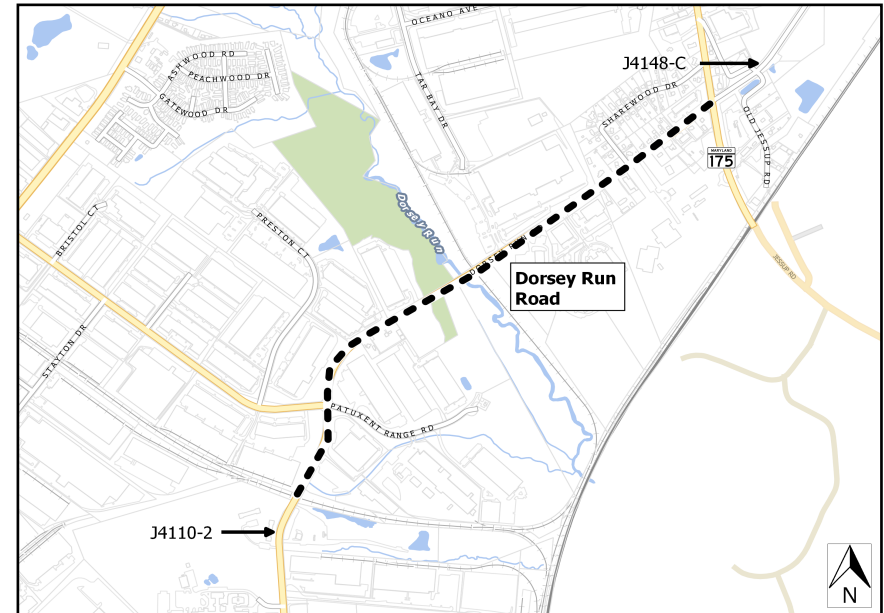 OCEANO AVE
ASHWOOD RD
PEACHWOOD DR
GATEWOOD DR
TAR BAY DR
J4148-C
SHAREWOOD DR
OLD JESSUP RD
MARYLAND
175
Dorsey Run
PRESTON CT
BRISTOL CT
DORSEY RUN
JESSUP RD
Dorsey Run
Road
STAYTON DR
PATUXENT RANGE RD
J4110-2
N